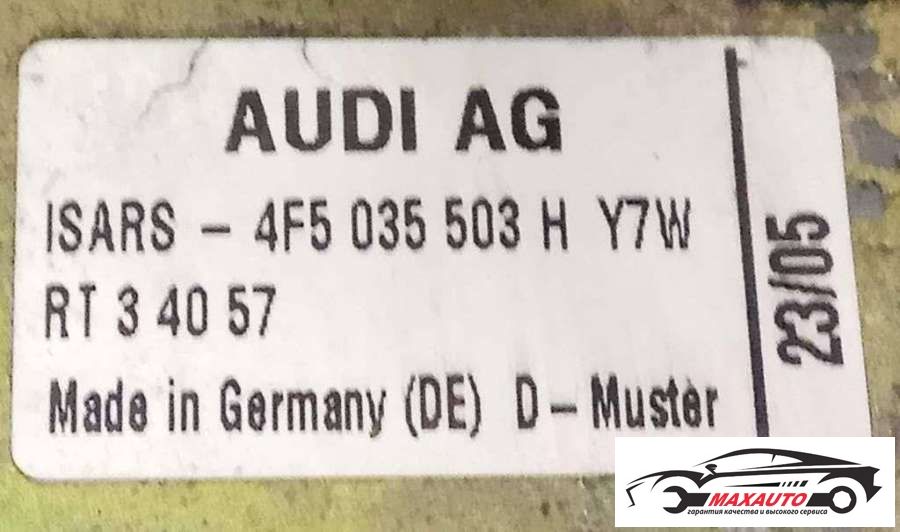 AUDI AG
ISARS - 4F5 035 503 H Y7W
RT 3 40 57
Made in Germany (DE) D - Muster
23/05
MAXAUTO
гарантия качества и высокого сервиса